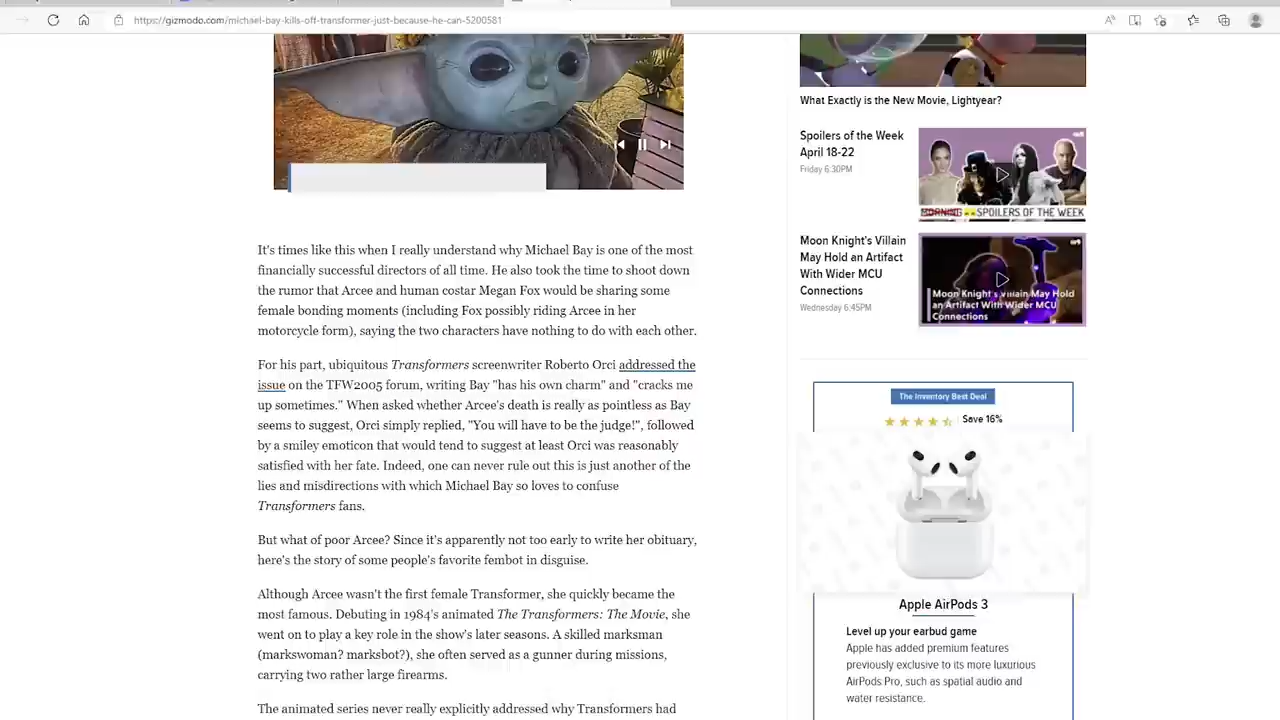 https://gizmodo.com/michael-bay-kills-off-transformer-just-because-he-can-5200581
What Exactly is the New Movie, Lightyear?
Spoilers of the Week
April 18-22
Friday 6:30PM
MORNING SPOILERS OF THE WEEK
Moon Knight's Villain
May Hold an Artifact
With Wider MCU
Connections
Wednesday 6:45PM
Moon Knight's Villain May Hold
an Artifact With Wider MCU
Connections
It's times like this when I really understand why Michael Bay is one of the most
financially successful directors of all time. He also took the time to shoot down
the rumor that Arcee and human costar Megan Fox would be sharing some
female bonding moments (including Fox possibly riding Arcee in her
motorcycle form), saying the two characters have nothing to do with each other.
For his part, ubiquitous Transformers screenwriter Roberto Orci addressed the
issue on the TFW2005 forum, writing Bay "has his own charm" and "cracks me
up sometimes." When asked whether Arcee's death is really as pointless as Bay
seems to suggest, Orci simply replied, "You will have to be the judge!", followed
by a smiley emoticon that would tend to suggest at least Orci was reasonably
satisfied with her fate. Indeed, one can never rule out this is just another of the
lies and misdirections with which Michael Bay so loves to confuse
Transformers fans.
But what of poor Arcee? Since it's apparently not too early to write her obituary,
here's the story of some people's favorite fembot in disguise.
Although Arcee wasn't the first female Transformer, she quickly became the
most famous. Debuting in 1984's animated The Transformers: The Movie, she
went on to play a key role in the show's later seasons. A skilled marksman
(markswoman? marksbot?), she often served as a gunner during missions,
carrying two rather large firearms.
The animated series never really explicitly addressed why Transformers had
The Inventory Best Deal
Save 16%
Apple AirPods 3
Level up your earbud game
Apple has added premium features
previously exclusive to its more luxurious
AirPods Pro, such as spatial audio and
water resistance.